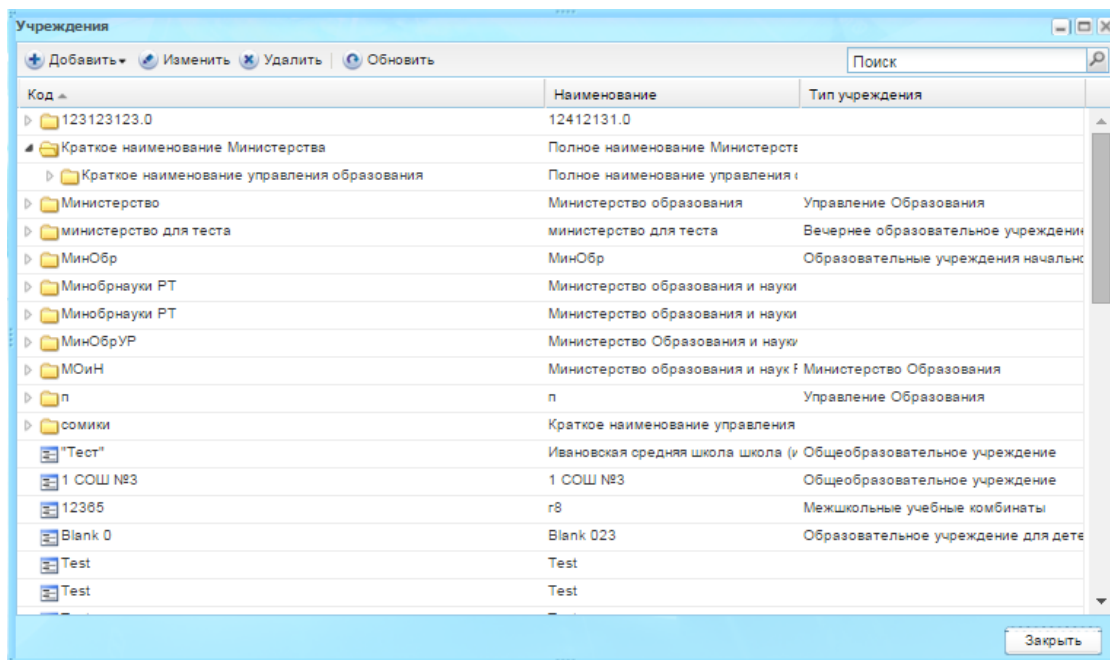 Учреждения
Добавить Изменить Удалить Обновить Поиск
Код Наименование Тип учреждения
123123123.0 12412131.0
Краткое наименование Министерства Полное наименование Министерств
Краткое наименование управления образования Полное наименование управления
Министерство Министерство образования Управление Образования
министерство для теста министерство для теста Вечернее образовательное учреждени
МинОбр МинОбр Образовательные учреждения начальн
Минобрнауки РТ Министерство образования и науки
Минобрнауки РТ Министерство образования и науки
МинОбрУР Министерство Образования и науки
МОиН Министерство образования и наук Министерство Образования
п п Управление Образования
сомики Краткое наименование управления
"Тест" Ивановская средняя школа школа (и Общеобразовательное учреждение
1 СОШ №3 1 СОШ №3 Общеобразовательное учреждение
12365 r8 Межшкольные учебные комбинаты
Blank 0 Blank 023 Образовательное учреждение для дете
Test Test
Test Test
Закрыть